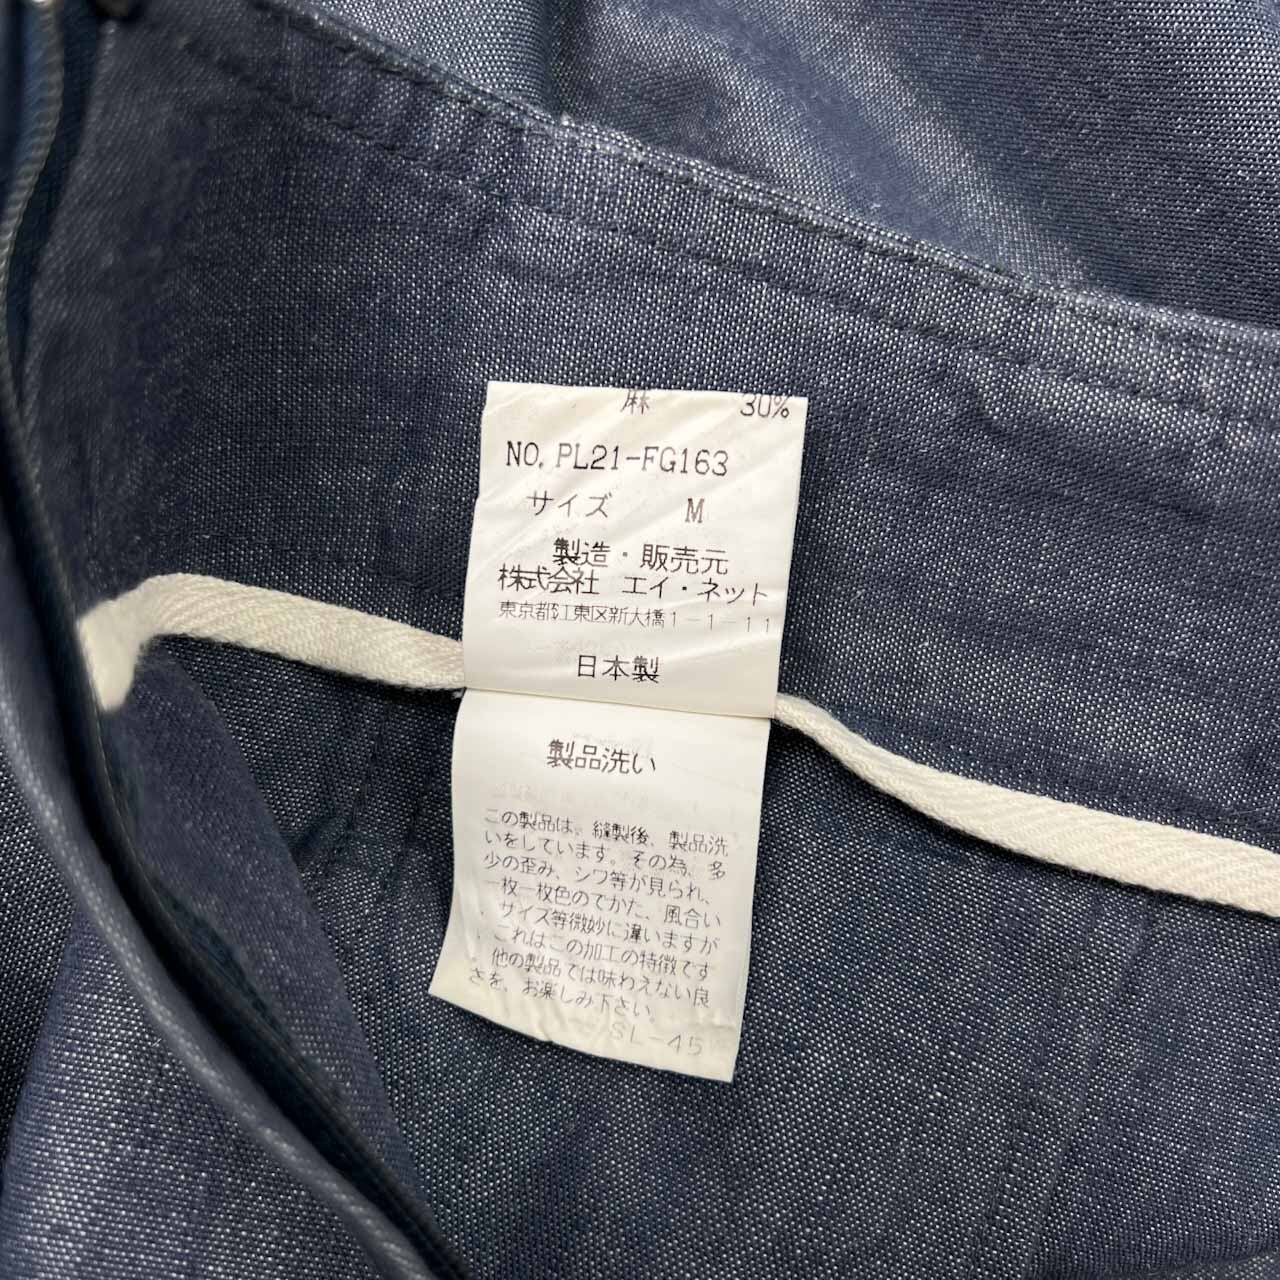 麻 30%
NO. PL21-FG163
サイズ M
製造・販売元
株式会社 エイ・ネット
東京都江東区新大橋1-1-11
日本製
製品洗い
この製品は、縫製後、製品洗
いをしています。その為、多
少の歪み、シワ等が見られ、
一枚一枚色のでかた、風合い
、サイズ等微妙に違いますが
、これはこの加工の特徴です
。他の製品では味わえない良
さを、お楽しみ下さい。
SL-45